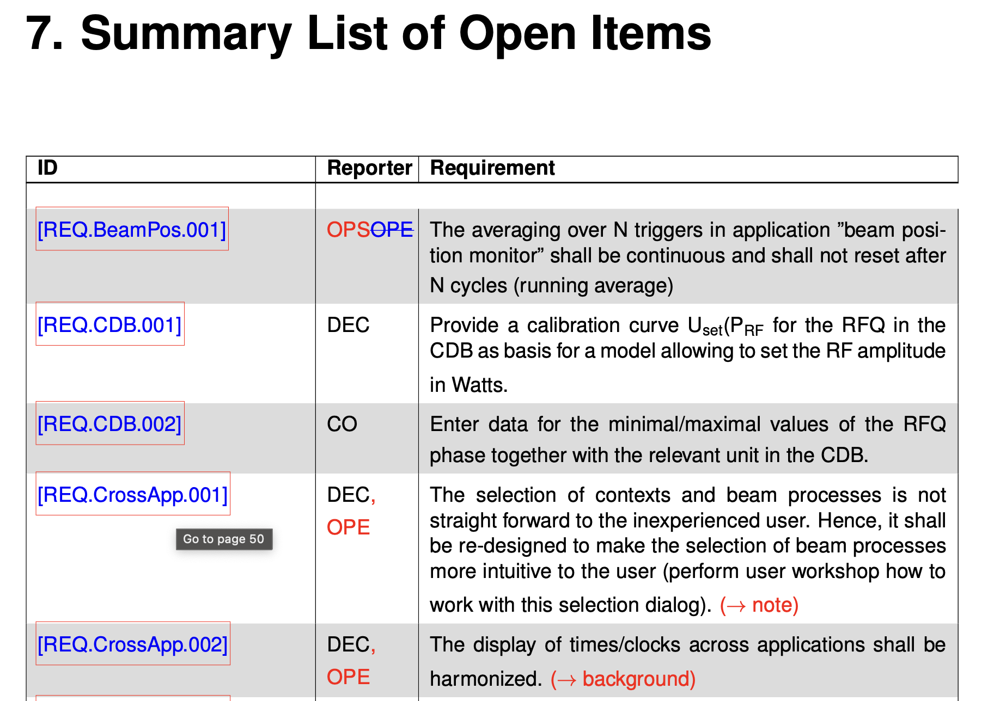 7. Summary List of Open Items
ID Reporter Requirement
[REQ.BeamPos.001] OPSOPE The averaging over N triggers in application ”beam posi-
tion monitor” shall be continuous and shall not reset after
N cycles (running average)
[REQ.CDB.001] DEC Provide a calibration curve Uset(PRF for the RFQ in the
CDB as basis for a model allowing to set the RF amplitude
in Watts.
[REQ.CDB.002] CO Enter data for the minimal/maximal values of the RFQ
phase together with the relevant unit in the CDB.
[REQ.CrossApp.001] DEC, The selection of contexts and beam processes is not
OPE straight forward to the inexperienced user. Hence, it shall
Go to page 50 be re-designed to make the selection of beam processes
more intuitive to the user (perform user workshop how to
work with this selection dialog). (→ note)
[REQ.CrossApp.002] DEC, The display of times/clocks across applications shall be
OPE harmonized. (→ background)